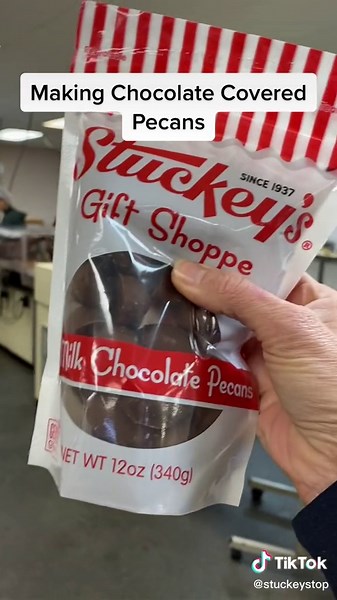 Making Chocolate Covered
Pecans
Stuckey's®
SINCE 1937
Gift Shoppe
Milk Chocolate Pecans
NET WT 12oz (340g)
TikTok
@stuckeystop